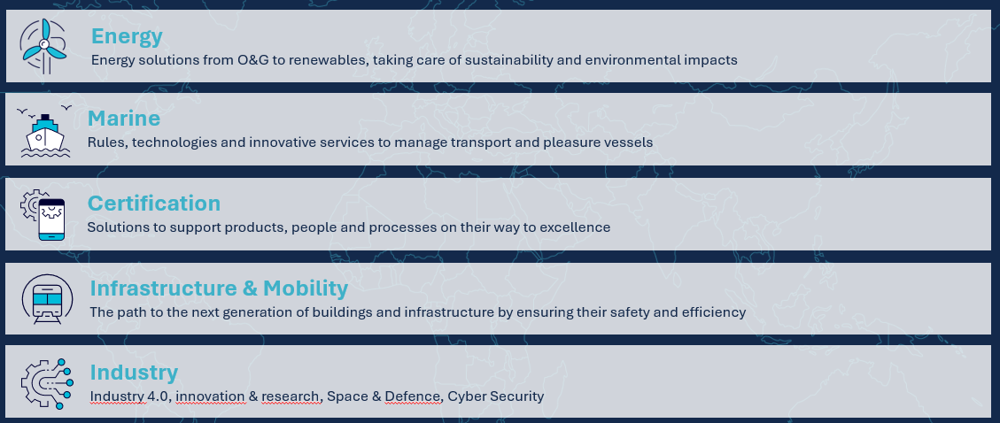 Energy
Energy solutions from O&G to renewables, taking care of sustainability and environmental impacts
Marine
Rules, technologies and innovative services to manage transport and pleasure vessels
Certification
Solutions to support products, people and processes on their way to excellence
Infrastructure & Mobility
The path to the next generation of buildings and infrastructure by ensuring their safety and efficiency
Industry
Industry 4.0, innovation & research, Space & Defence, Cyber Security